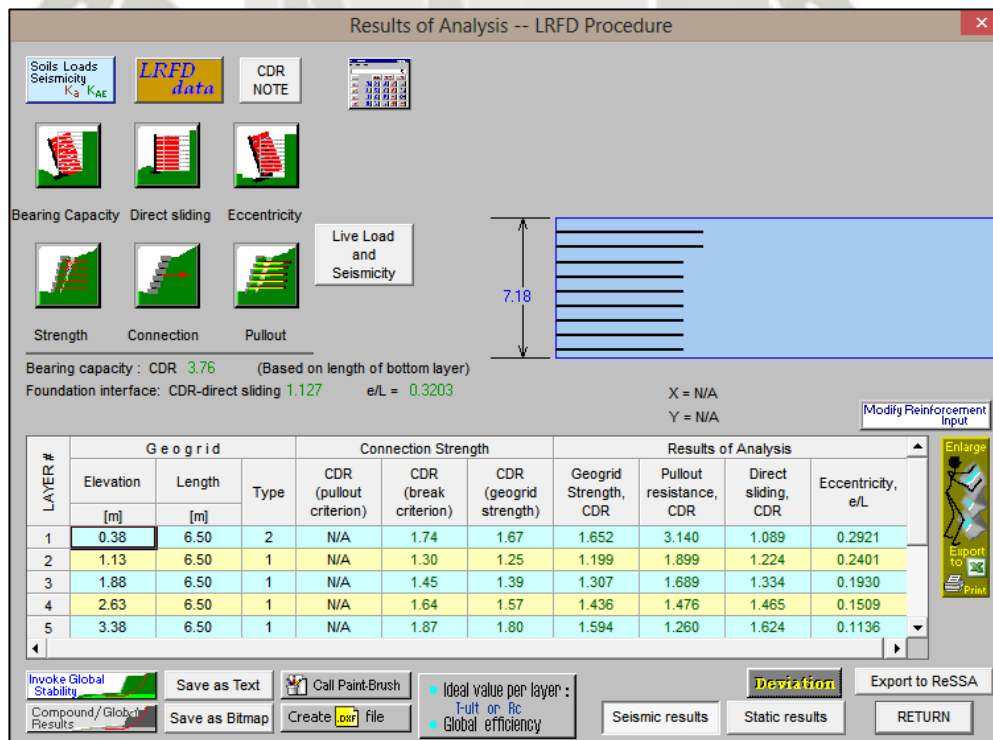 Results of Analysis -- LRFD Procedure
Soils Loads
Seismicity
Ka KAE
LRFD
data
CDR
NOTE
Bearing Capacity Direct sliding Eccentricity
Live Load
and
Seismicity
Strength Connection Pullout
7.18
Bearing capacity : CDR 3.76 (Based on length of bottom layer)
Foundation interface: CDR-direct sliding 1.127 e/L = 0.3203
X = N/A
Y = N/A
Modify Reinforcement
Input
LAYER #
Geogrid Connection Strength Results of Analysis
Elevation Length Type CDR (pullout criterion) CDR (break criterion) CDR (geogrid strength) Geogrid Strength, CDR Pullout resistance, CDR Direct sliding, CDR Eccentricity, e/L
[m] [m]
1 0.38 6.50 2 N/A 1.74 1.67 1.652 3.140 1.089 0.2921
2 1.13 6.50 1 N/A 1.30 1.25 1.199 1.899 1.224 0.2401
3 1.88 6.50 1 N/A 1.45 1.39 1.307 1.689 1.334 0.1930
4 2.63 6.50 1 N/A 1.64 1.57 1.436 1.476 1.465 0.1509
5 3.38 6.50 1 N/A 1.87 1.80 1.594 1.260 1.624 0.1136
Enlarge
Export
to
Print
Invoke Global
Stability
Save as Text
Call Paint-Brush
Compound/Global
Results
Save as Bitmap
Create .DXF file
Ideal value per layer :
T-ult or Rc
Global efficiency
Deviation
Export to ReSSA
Seismic results
Static results
RETURN